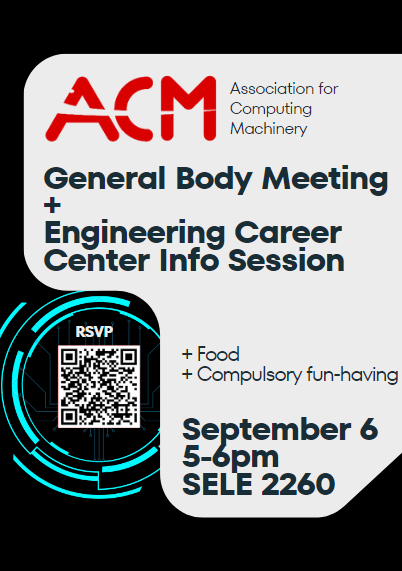 ACM
Association for
Computing
Machinery
General Body Meeting
+
Engineering Career
Center Info Session
RSVP
+ Food
+ Compulsory fun-having
September 6
5-6pm
SELE 2260